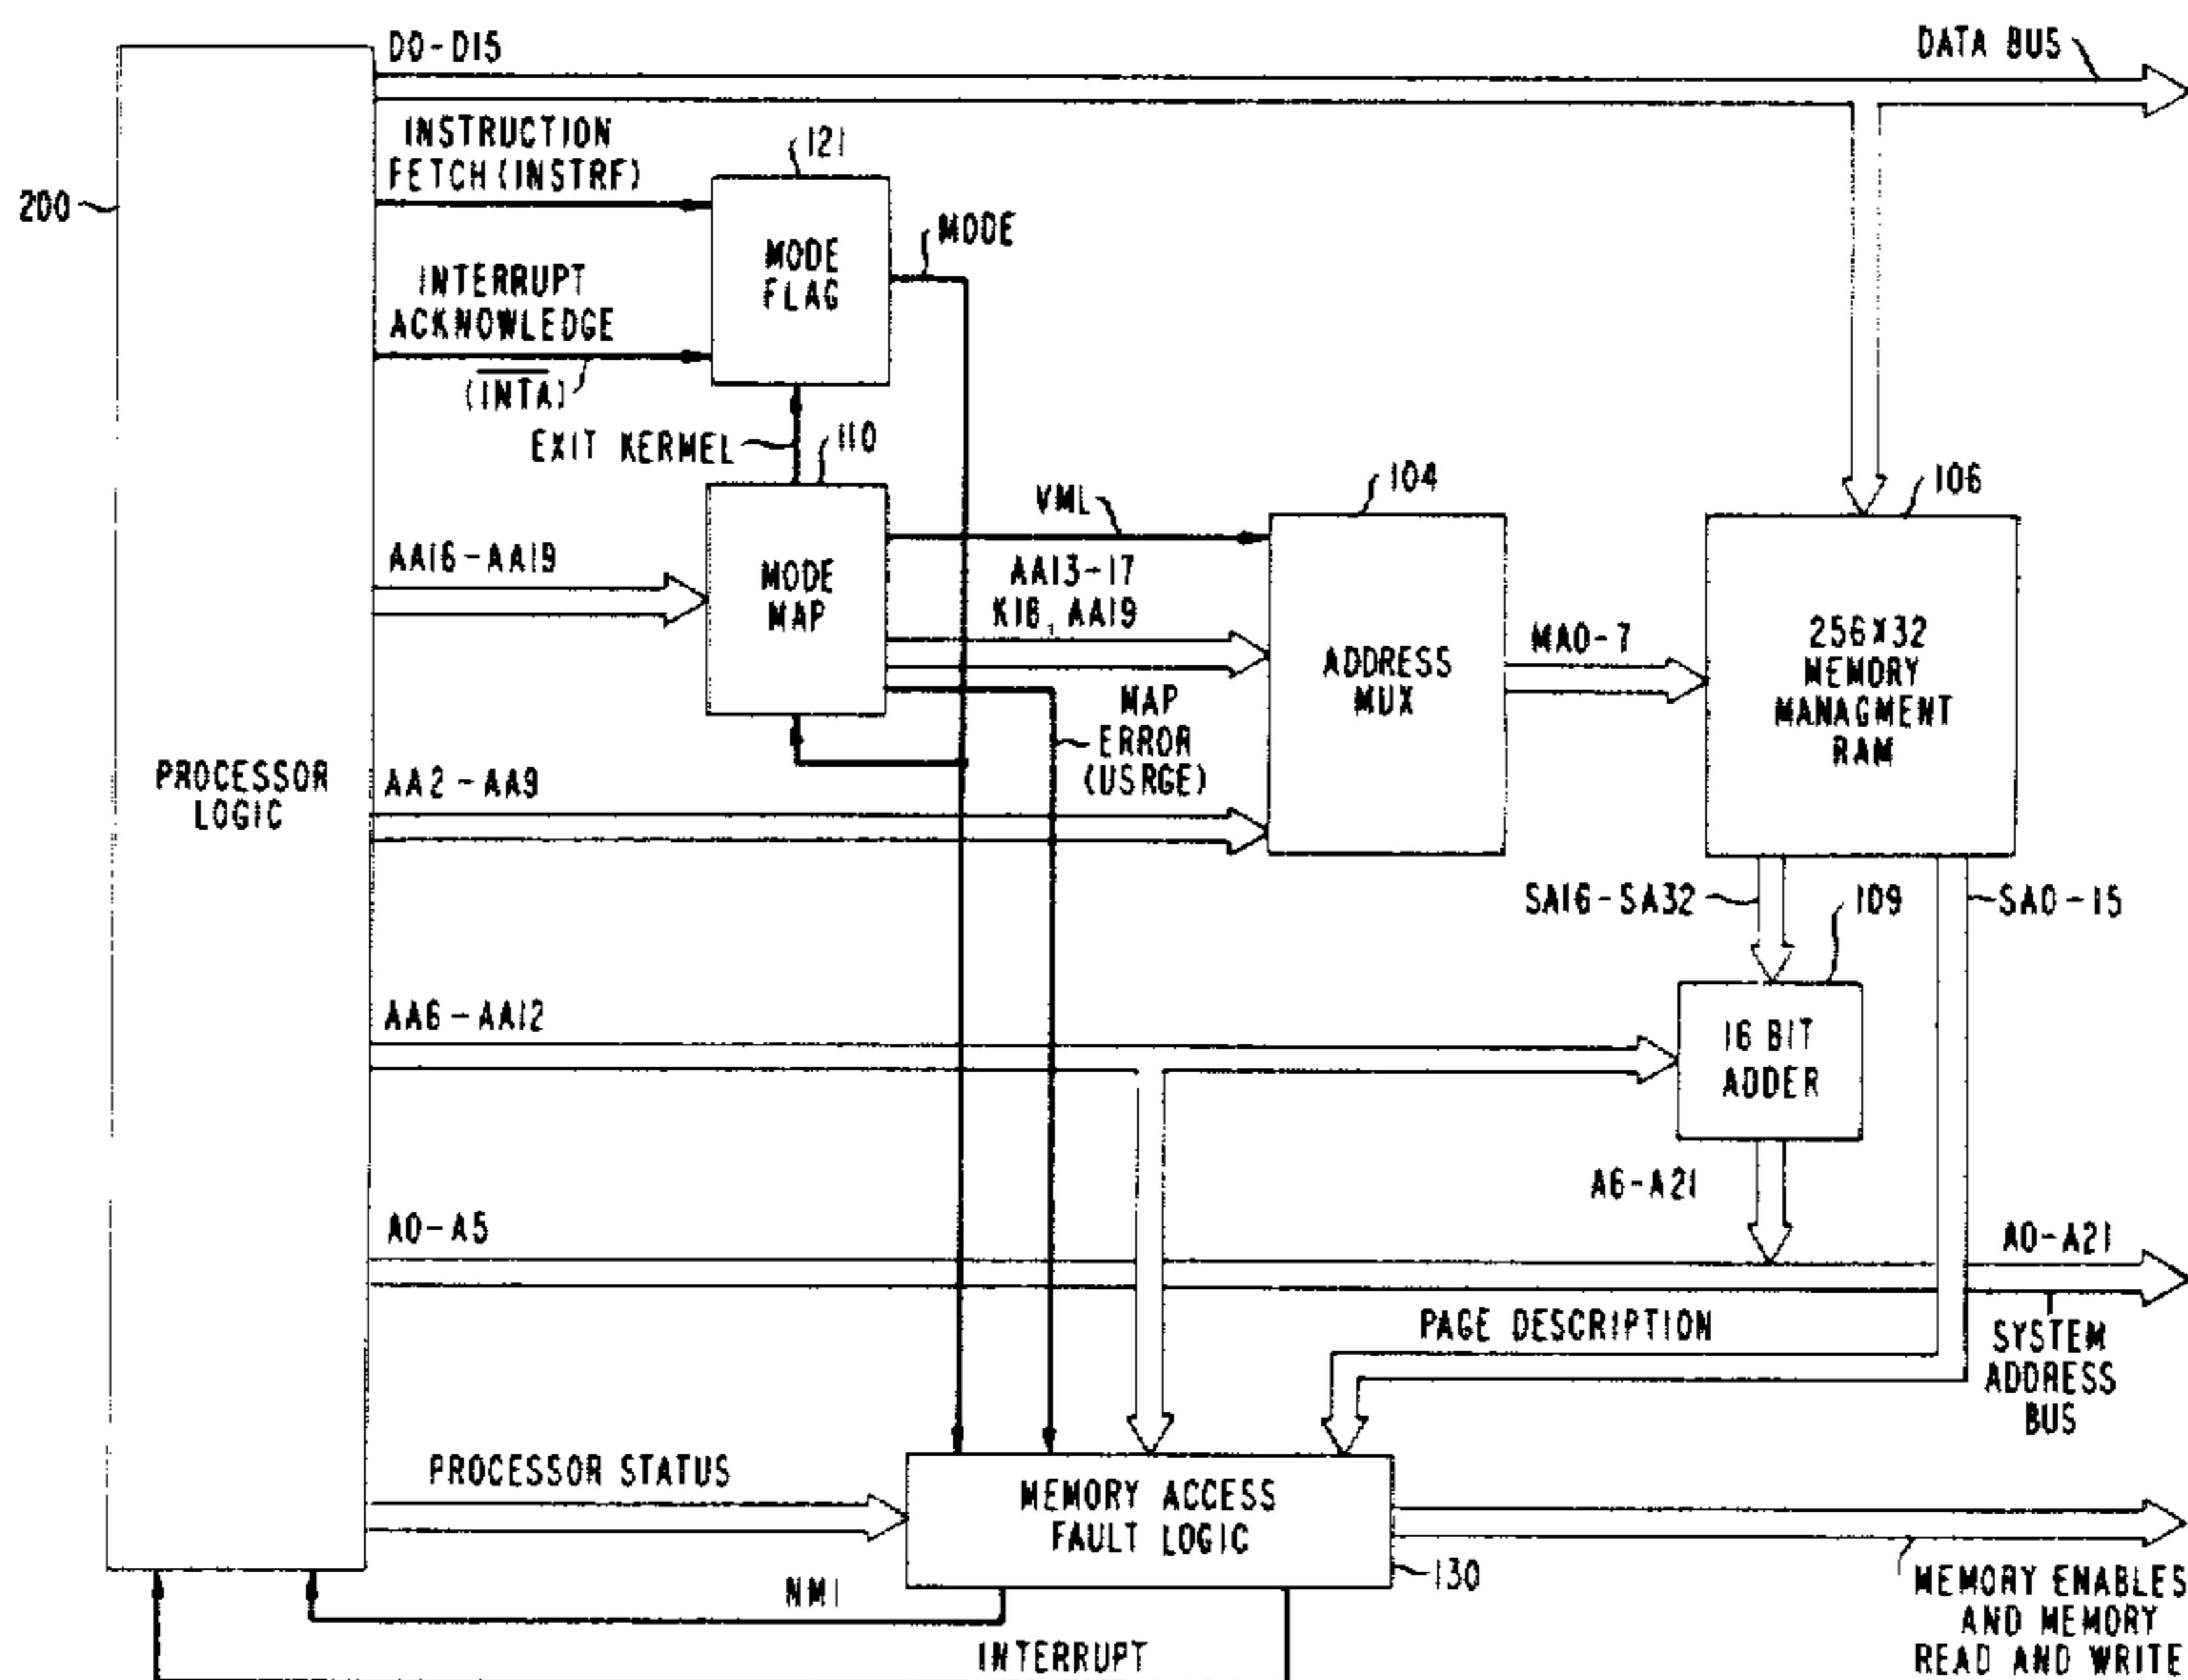 D0-D15
DATA BUS
INSTRUCTION
FETCH (INSTRF)
121
200
MODE
MODE
FLAG
INTERRUPT
ACKNOWLEDGE
(INTA)
EXIT KERMEL
110
VML
104
106
AA16-AA19
MODE
MAP
AA13-17
K18, AA19
ADDRESS
MUX
MA0-7
256X32
MEMORY
MANAGMENT
RAM
MAP
ERROR
(USRGE)
PROCESSOR
LOGIC
AA2-AA9
SA16-SA32
109
SA0-15
AA6-AA12
16 BIT
ADDER
A6-A21
A0-A5
A0-A21
PAGE DESCRIPTION
SYSTEM
ADDRESS
BUS
PROCESSOR STATUS
MEMORY ACCESS
FAULT LOGIC
130
NMI
MEMORY ENABLES
AND MEMORY
READ AND WRITE
INTERRUPT